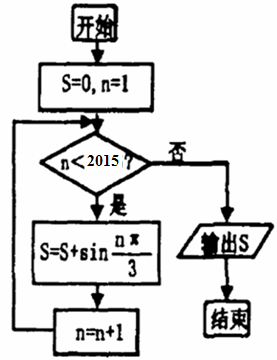 开始
S=0,n=1
n<2015?
否
是
S=S+sin nπ/3
输出S
n=n+1
结束